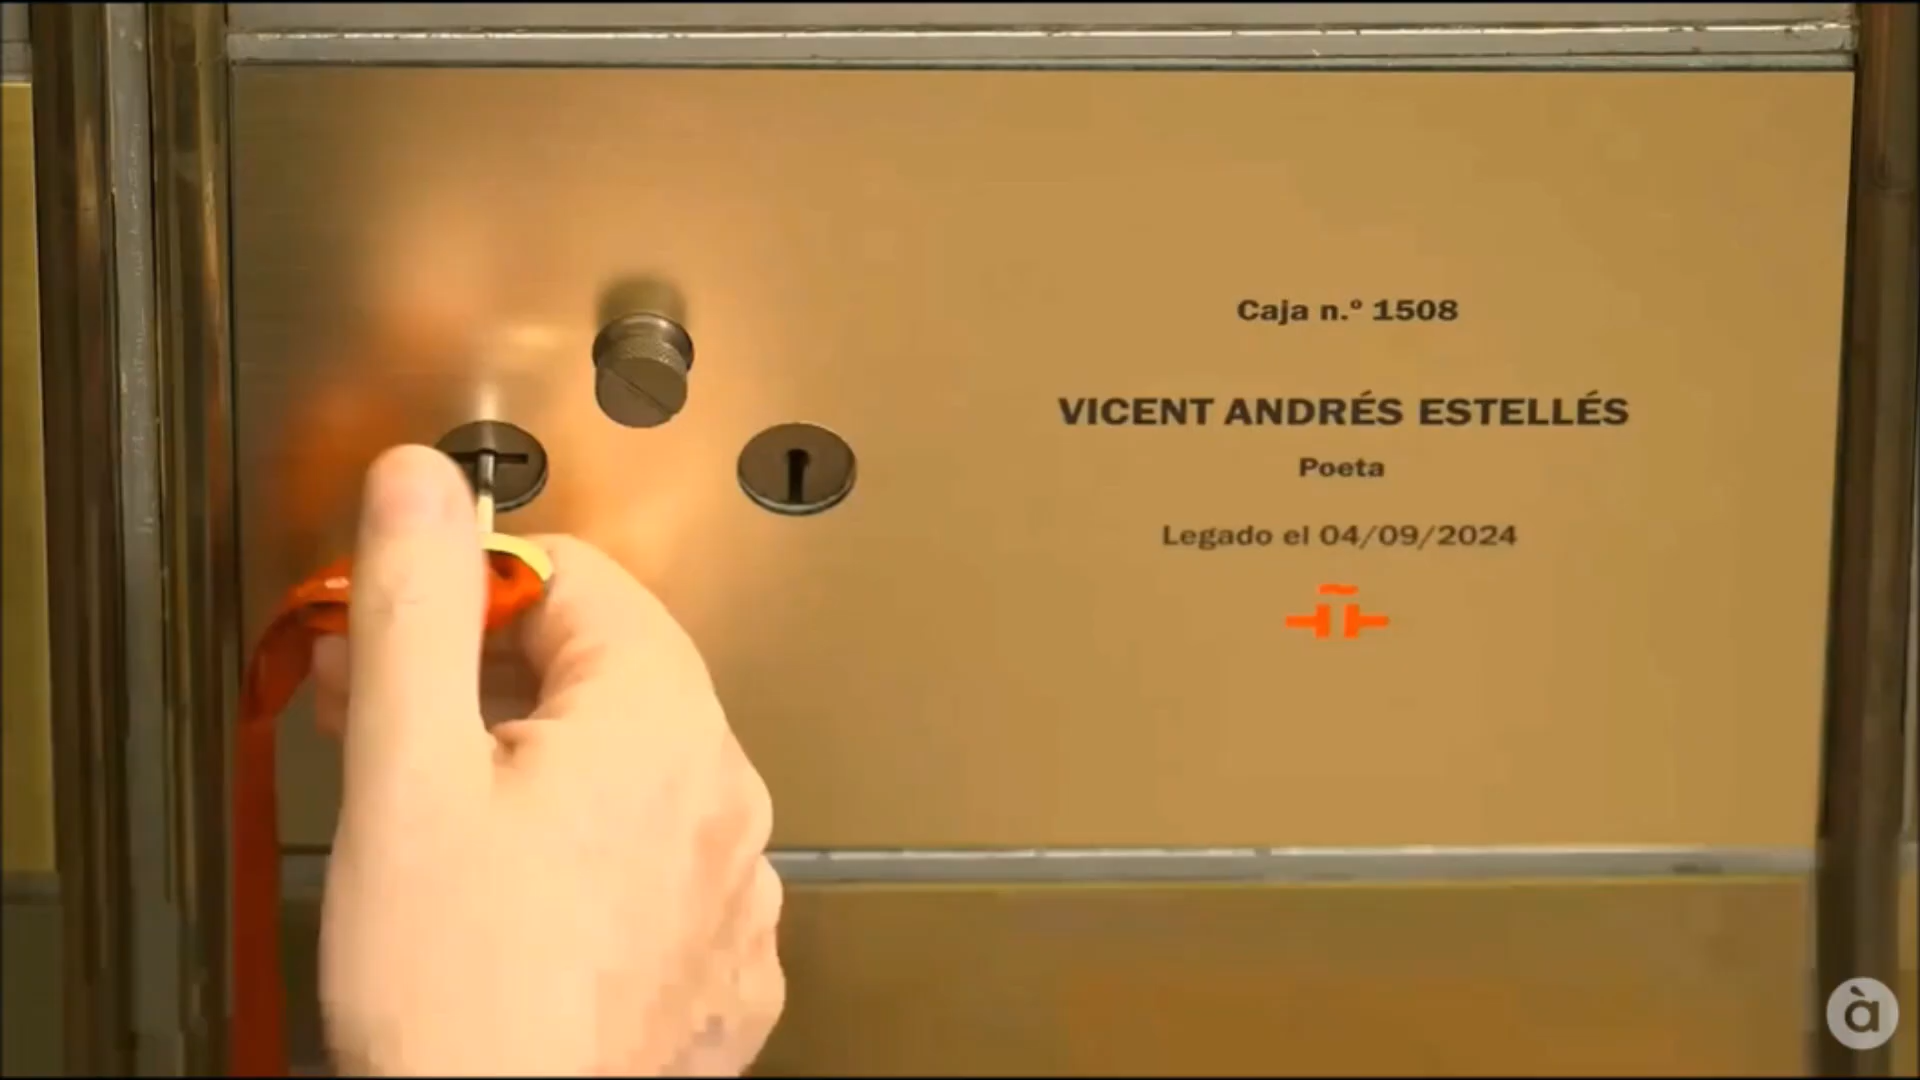 Caja n.º 1508
VICENT ANDRÉS ESTELLÉS
Poeta
Legado el 04/09/2024
à